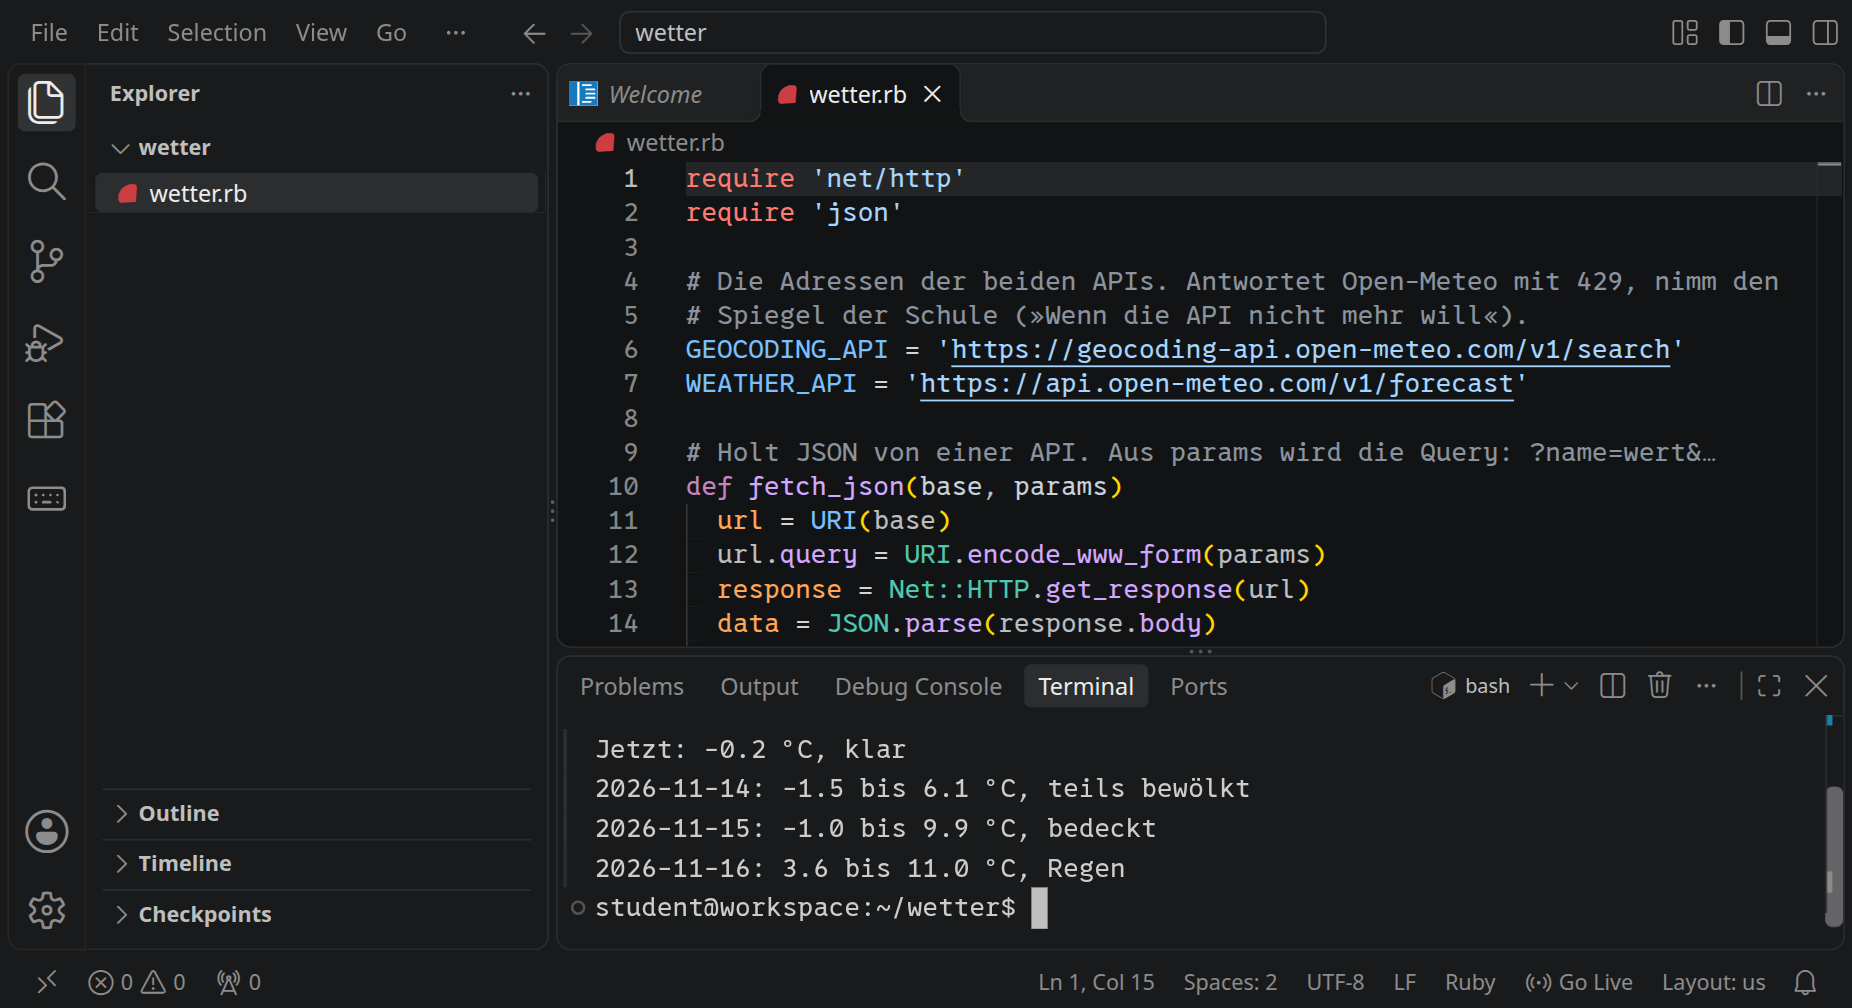 File Edit Selection View Go ··· wetter
Explorer ···
wetter
wetter.rb
Outline
Timeline
Checkpoints
Welcome wetter.rb
wetter.rb
1 require 'net/http'
2 require 'json'
3
4 # Die Adressen der beiden APIs. Antwortet Open-Meteo mit 429, nimm den
5 # Spiegel der Schule (»Wenn die API nicht mehr will«).
6 GEOCODING_API = 'https://geocoding-api.open-meteo.com/v1/search'
7 WEATHER_API = 'https://api.open-meteo.com/v1/forecast'
8
9 # Holt JSON von einer API. Aus params wird die Query: ?name=wert&…
10 def fetch_json(base, params)
11 url = URI(base)
12 url.query = URI.encode_www_form(params)
13 response = Net::HTTP.get_response(url)
14 data = JSON.parse(response.body)
Problems Output Debug Console Terminal Ports bash
Jetzt: -0.2 °C, klar
2026-11-14: -1.5 bis 6.1 °C, teils bewölkt
2026-11-15: -1.0 bis 9.9 °C, bedeckt
2026-11-16: 3.6 bis 11.0 °C, Regen
student@workspace:~/wetter$
0 0 0 Ln 1, Col 15 Spaces: 2 UTF-8 LF Ruby Go Live Layout: us